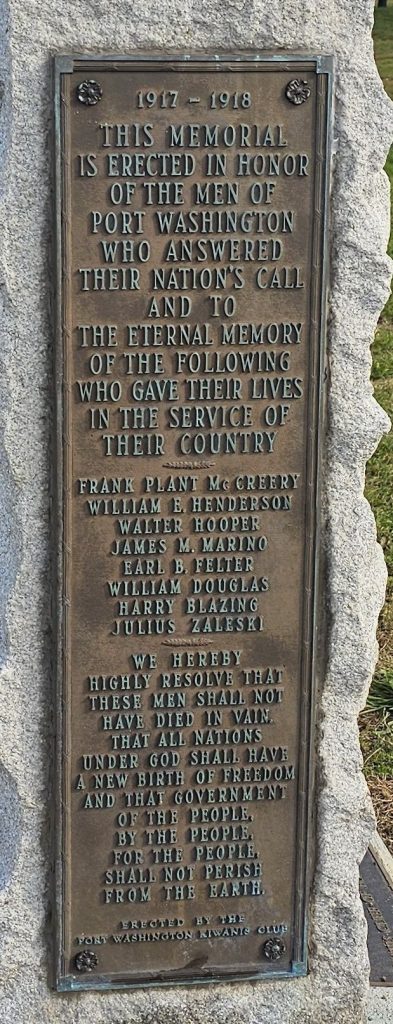 1917 - 1918
THIS MEMORIAL
IS ERECTED IN HONOR
OF THE MEN OF
PORT WASHINGTON
WHO ANSWERED
THEIR NATION'S CALL
AND TO
THE ETERNAL MEMORY
OF THE FOLLOWING
WHO GAVE THEIR LIVES
IN THE SERVICE OF
THEIR COUNTRY
FRANK PLANT McCREERY
WILLIAM E. HENDERSON
WALTER HOOPER
JAMES M. MARINO
EARL B. FELTER
WILLIAM DOUGLAS
HARRY BLAZING
JULIUS ZALESKI
WE HEREBY
HIGHLY RESOLVE THAT
THESE MEN SHALL NOT
HAVE DIED IN VAIN,
THAT ALL NATIONS
UNDER GOD SHALL HAVE
A NEW BIRTH OF FREEDOM
AND THAT GOVERNMENT
OF THE PEOPLE,
BY THE PEOPLE,
FOR THE PEOPLE,
SHALL NOT PERISH
FROM THE EARTH.
ERECTED BY THE
PORT WASHINGTON KIWANIS CLUB